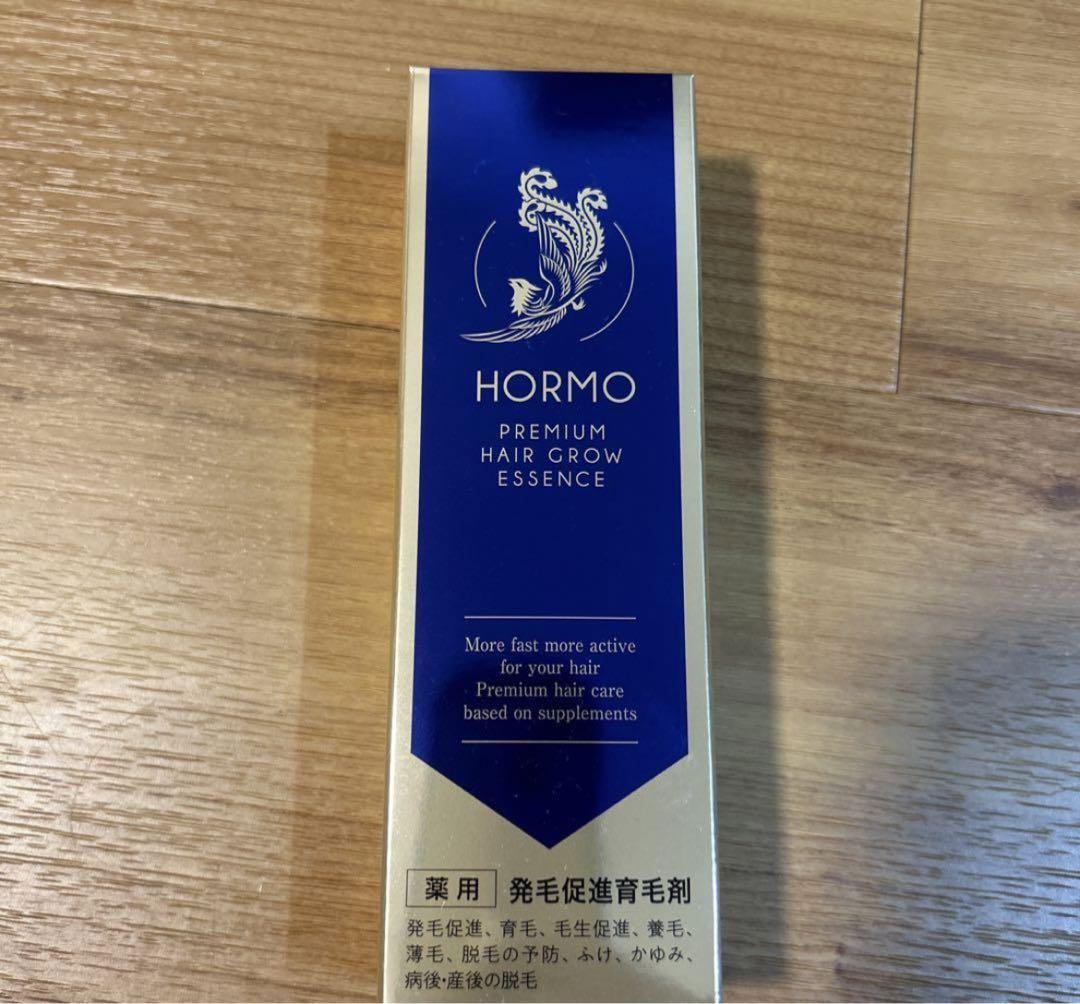 HORMO
PREMIUM
HAIR GROW
ESSENCE
More fast more active
for your hair
Premium hair care
based on supplements
薬用 発毛促進育毛剤
発毛促進、育毛、毛生促進、養毛、
薄毛、脱毛の予防、ふけ、かゆみ、
病後・産後の脱毛